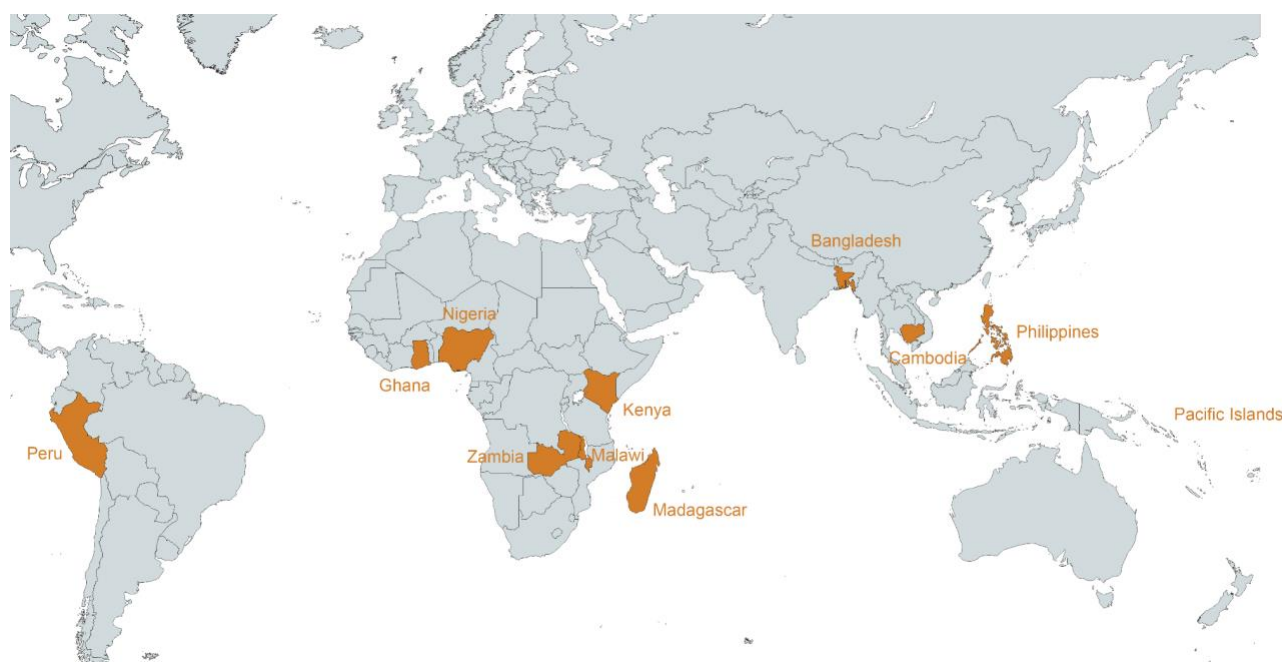 Bangladesh
Nigeria
Philippines
Cambodia
Ghana
Kenya
Pacific Islands
Peru
Zambia
Malawi
Madagascar